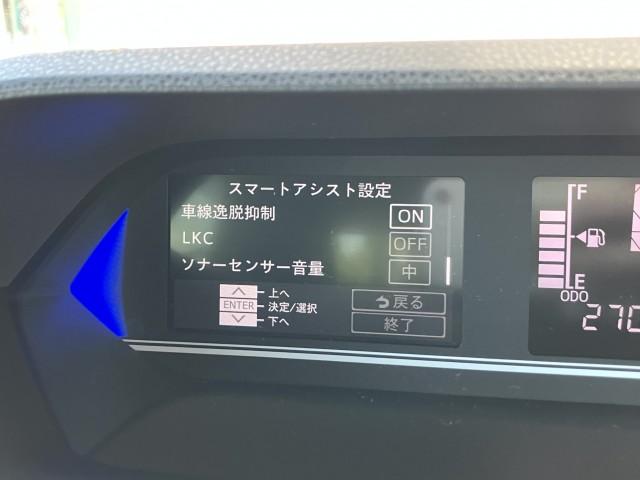 スマートアシスト設定
車線逸脱抑制 ON
LKC OFF
ソナーセンサー音量 中
上へ
ENTER 決定/選択
下へ
戻る
終了
F
E
ODO
270